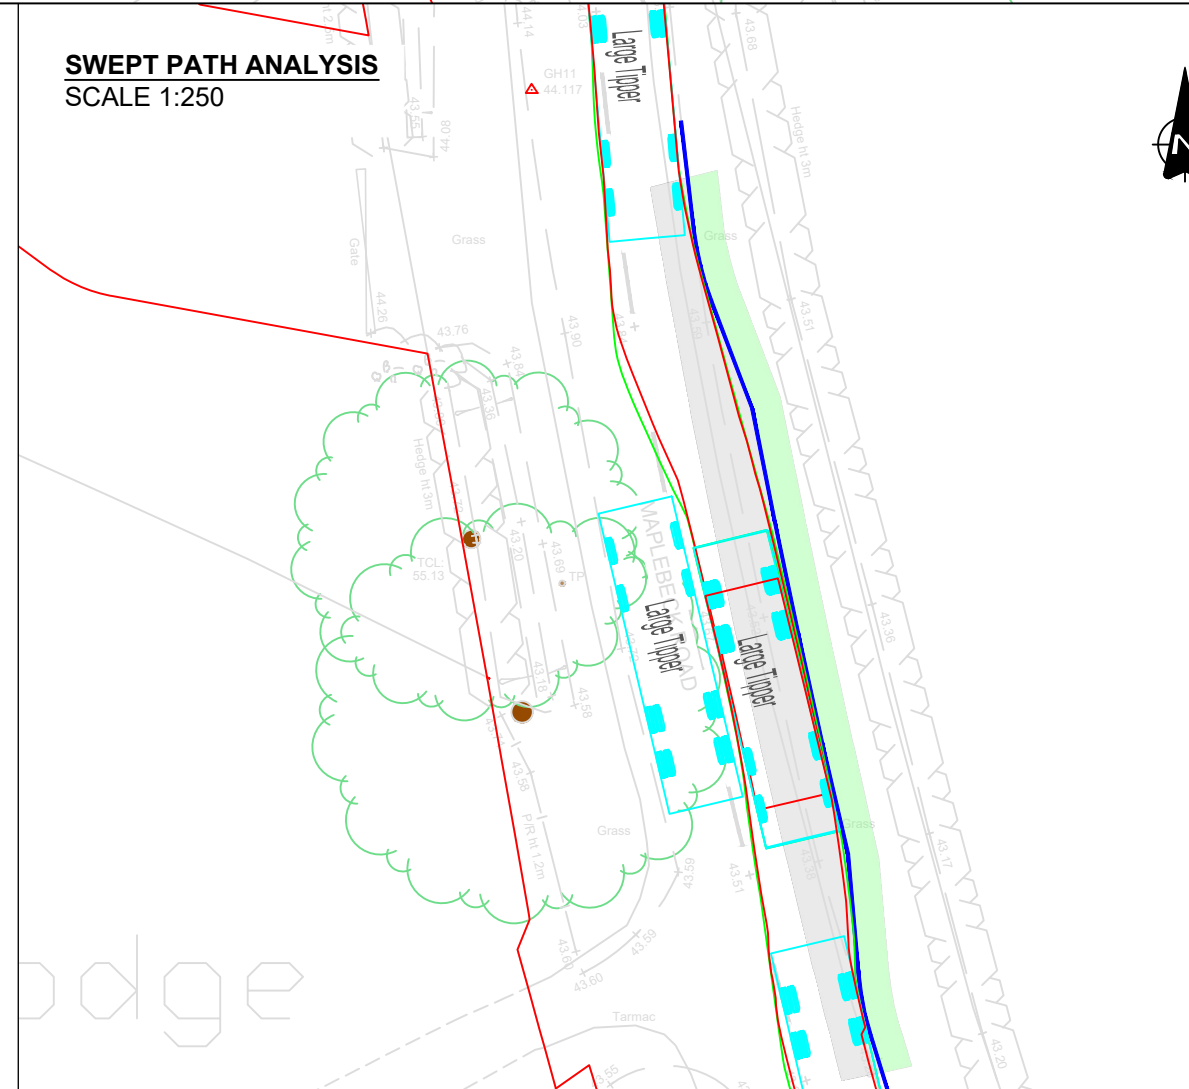 SWEPT PATH ANALYSIS
SCALE 1:250
44.14
43.68
Large Tipper
GH11
44.117
43.55
44.08
Hedge ht 3m
N
Gate
Grass
Grass
44.26
43.76
43.90
43.51
43.84
43.36
Hedge ht 3m
MAPLEBECK ROAD
43.20
43.69
TP
TCL:
55.13
Large Tipper
Large Tipper
43.36
43.18
43.58
43.58
P/R ht 1.2m
Grass
Grass
43.59
43.51
43.17
43.59
43.60
43.60
odge
Tarmac
43.20